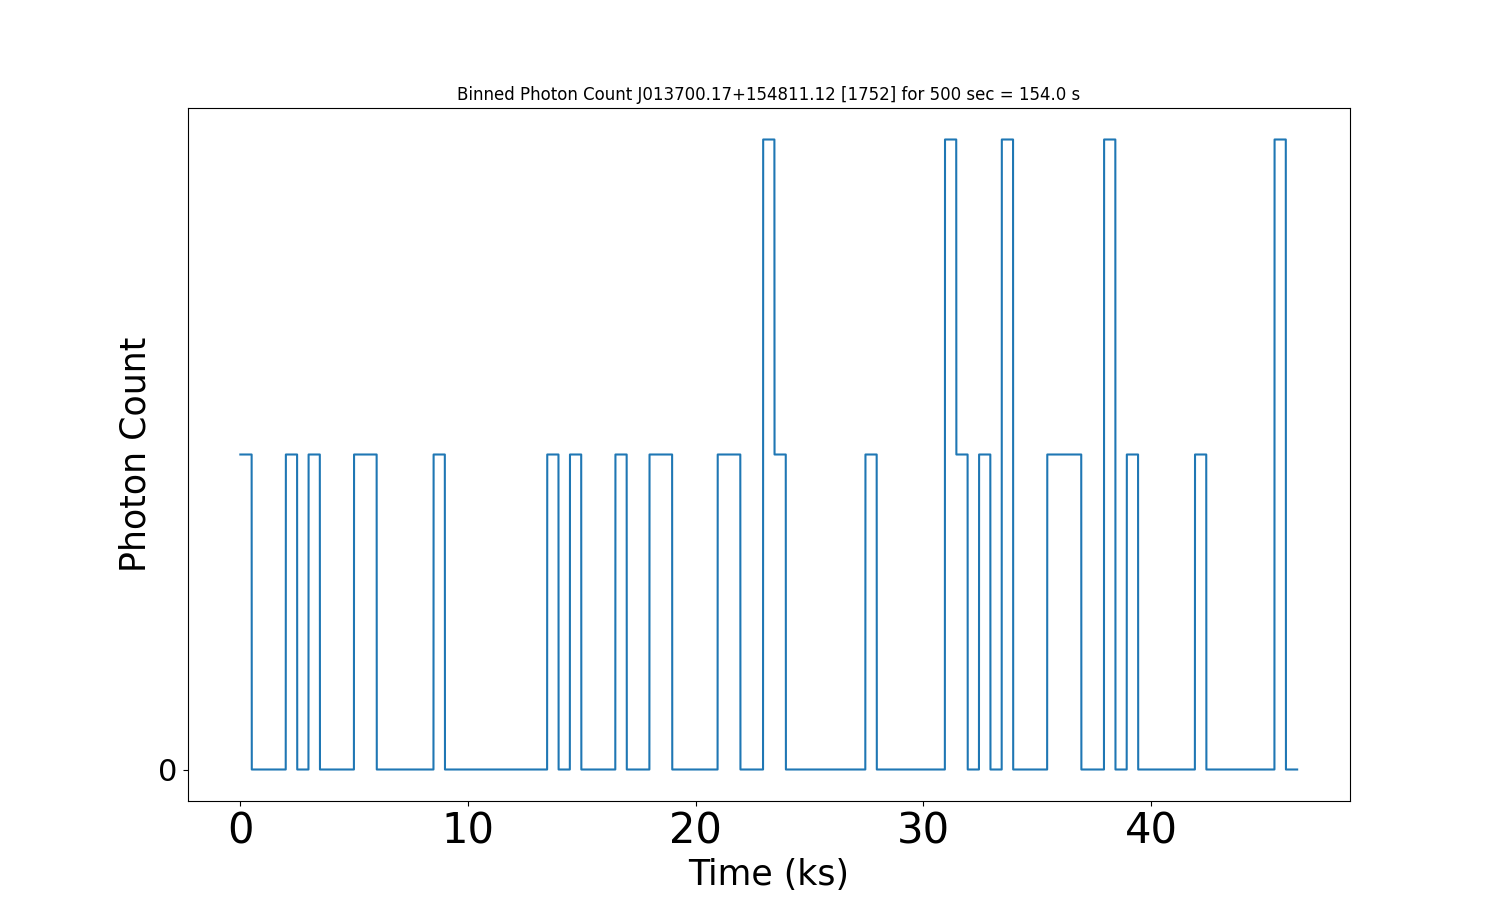 Binned Photon Count J013700.17+154811.12 [1752] for 500 sec = 154.0 s
Photon Count
0
0 10 20 30 40
Time (ks)